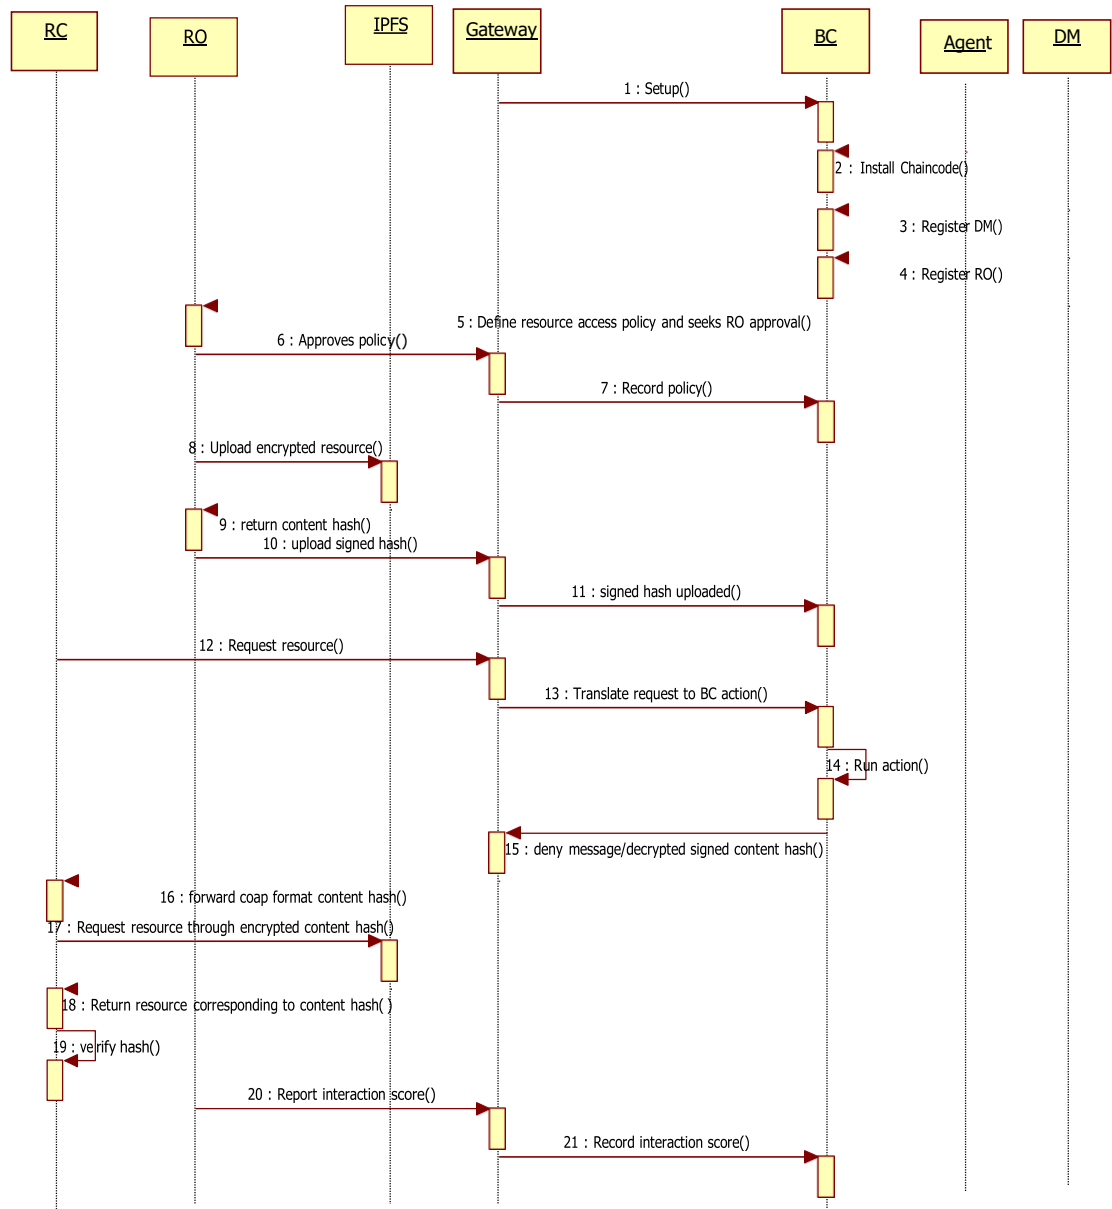 RC
RO
IPFS
Gateway
BC
Agent
DM
1 : Setup()
2 : Install Chaincode()
3 : Register DM()
4 : Register RO()
5 : Define resource access policy and seeks RO approval()
6 : Approves policy()
7 : Record policy()
8 : Upload encrypted resource()
9 : return content hash()
10 : upload signed hash()
11 : signed hash uploaded()
12 : Request resource()
13 : Translate request to BC action()
14 : Run action()
15 : deny message/decrypted signed content hash()
16 : forward coap format content hash()
17 : Request resource through encrypted content hash()
18 : Return resource corresponding to content hash( )
19 : verify hash()
20 : Report interaction score()
21 : Record interaction score()